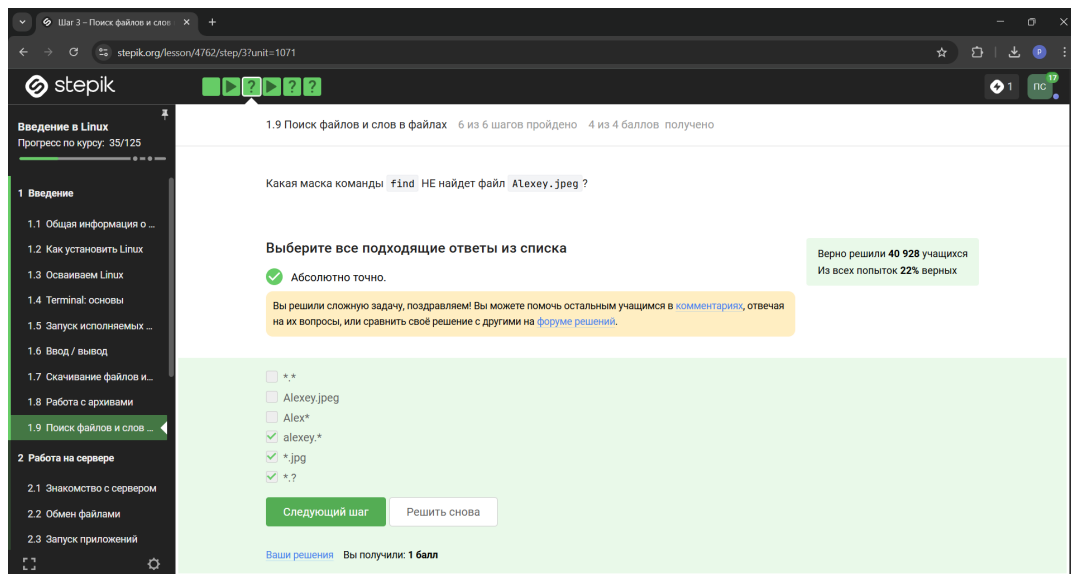 Шаг 3 – Поиск файлов и слов
stepik.org/lesson/4762/step/3?unit=1071
P
stepik
? ? ?
1
ПС
17
Введение в Linux
Прогресс по курсу: 35/125
1 Введение
1.1 Общая информация о ...
1.2 Как установить Linux
1.3 Осваиваем Linux
1.4 Terminal: основы
1.5 Запуск исполняемых ...
1.6 Ввод / вывод
1.7 Скачивание файлов и...
1.8 Работа с архивами
1.9 Поиск файлов и слов ...
2 Работа на сервере
2.1 Знакомство с сервером
2.2 Обмен файлами
2.3 Запуск приложений
1.9 Поиск файлов и слов в файлах 6 из 6 шагов пройдено 4 из 4 баллов получено
Какая маска команды find НЕ найдет файл Alexey.jpeg ?
Выберите все подходящие ответы из списка
Абсолютно точно.
Вы решили сложную задачу, поздравляем! Вы можете помочь остальным учащимся в комментариях, отвечая
на их вопросы, или сравнить своё решение с другими на форуме решений.
Верно решили 40 928 учащихся
Из всех попыток 22% верных
*.*
Alexey.jpeg
Alex*
alexey.*
*.jpg
*.?
Следующий шаг
Решить снова
Ваши решения Вы получили: 1 балл